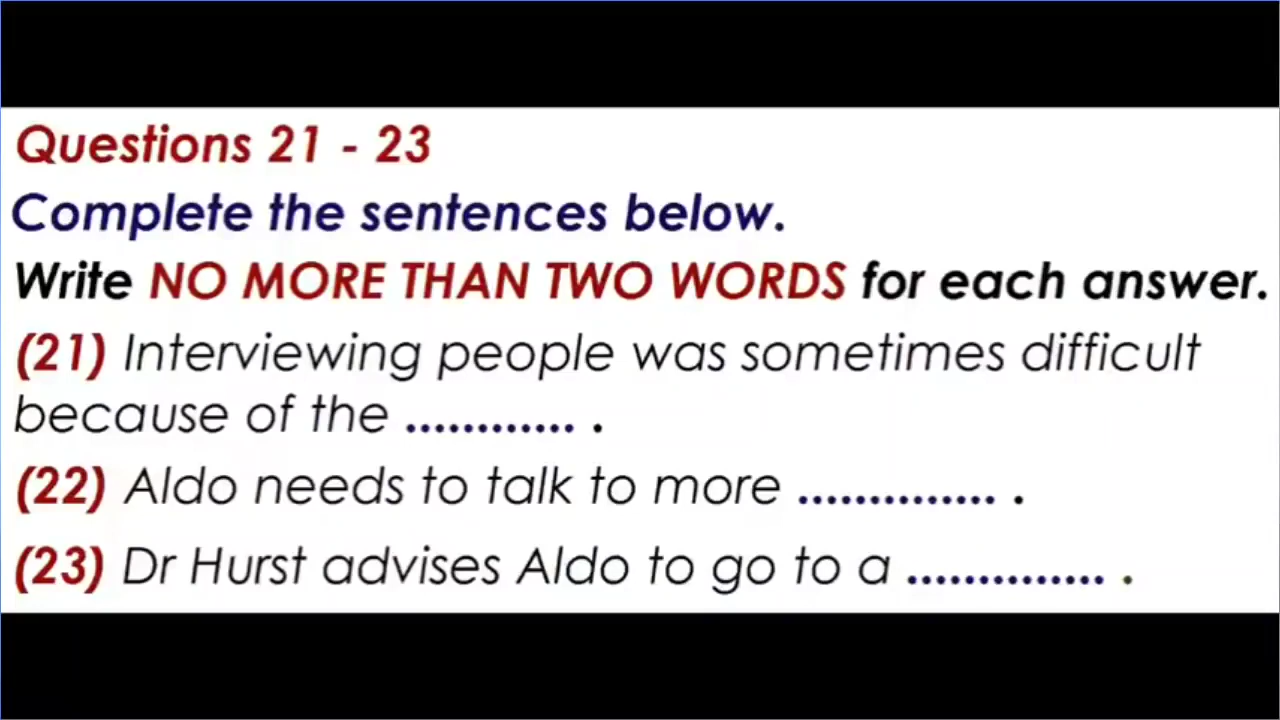 Questions 21 - 23
Complete the sentences below.
Write NO MORE THAN TWO WORDS for each answer.
(21) Interviewing people was sometimes difficult
because of the ............ .
(22) Aldo needs to talk to more .............. .
(23) Dr Hurst advises Aldo to go to a .............. .